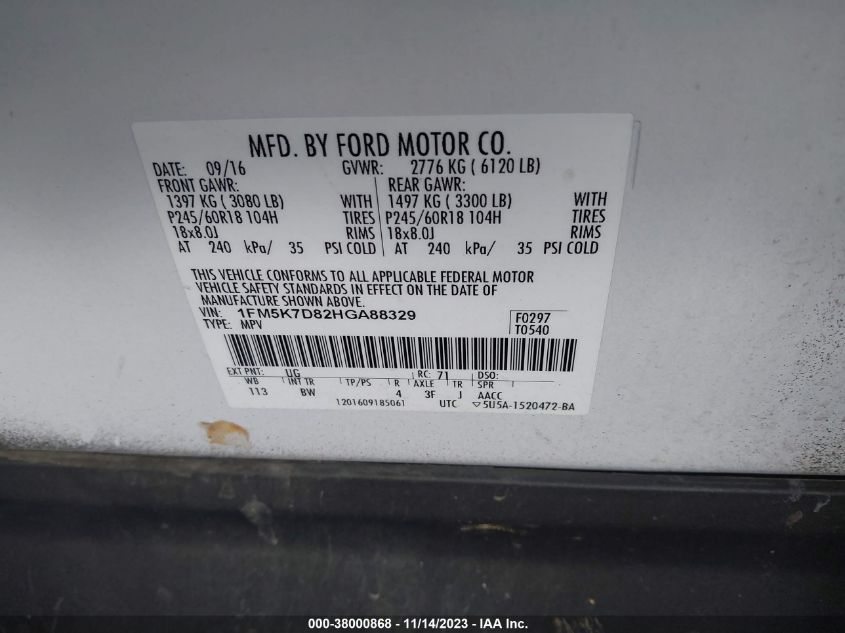 MFD. BY FORD MOTOR CO.
DATE: 09/16 GVWR: 2776 KG ( 6120 LB)
FRONT GAWR: REAR GAWR:
1397 KG ( 3080 LB) WITH 1497 KG ( 3300 LB) WITH
P245/60R18 104H TIRES P245/60R18 104H TIRES
18x8.0J RIMS 18x8.0J RIMS
AT 240 kPa/ 35 PSI COLD AT 240 kPa/ 35 PSI COLD
THIS VEHICLE CONFORMS TO ALL APPLICABLE FEDERAL MOTOR
VEHICLE SAFETY STANDARDS IN EFFECT ON THE DATE OF
MANUFACTURE SHOWN ABOVE.
VIN: 1FM5K7D82HGA88329 F0297
TYPE: MPV T0540
EXT PNT: UG RC: 71 DSO:
WB INT TR TP/PS R AXLE TR SPR
113 BW 4 3F J AACC
1201609185061 UTC ▽5U5A-1520472-BA
000-38000868 - 11/14/2023 - IAA Inc.